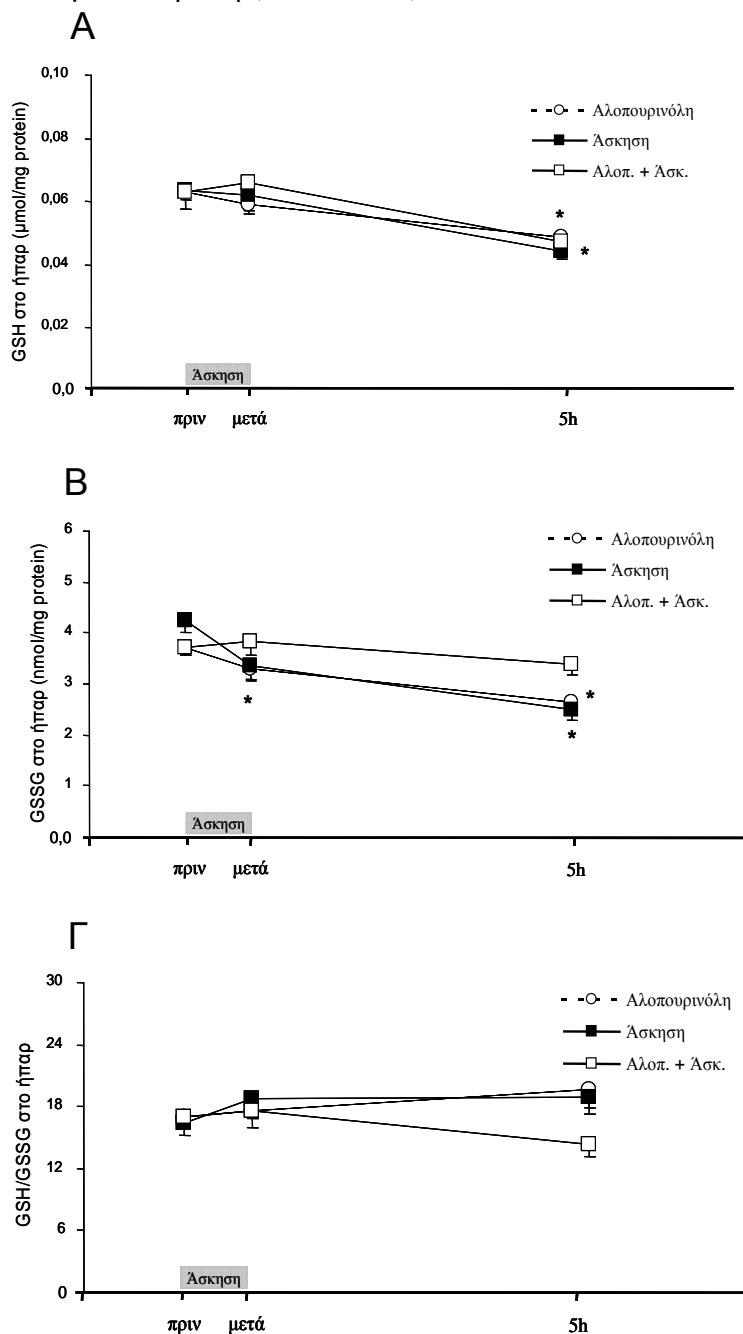 Α
0,10
0,08
0,06
0,04
0,02
0,0
GSH στο ήπαρ (μmol/mg protein)
Αλοπουρινόλη
Άσκηση
Αλοπ. + Άσκ.
*
*
Άσκηση
πριν μετά 5h
Β
6
5
4
3
2
1
0,0
GSSG στο ήπαρ (nmol/mg protein)
Αλοπουρινόλη
Άσκηση
Αλοπ. + Άσκ.
*
*
*
Άσκηση
πριν μετά 5h
Γ
30
24
18
12
6
0
GSH/GSSG στο ήπαρ
Αλοπουρινόλη
Άσκηση
Αλοπ. + Άσκ.
Άσκηση
πριν μετά 5h